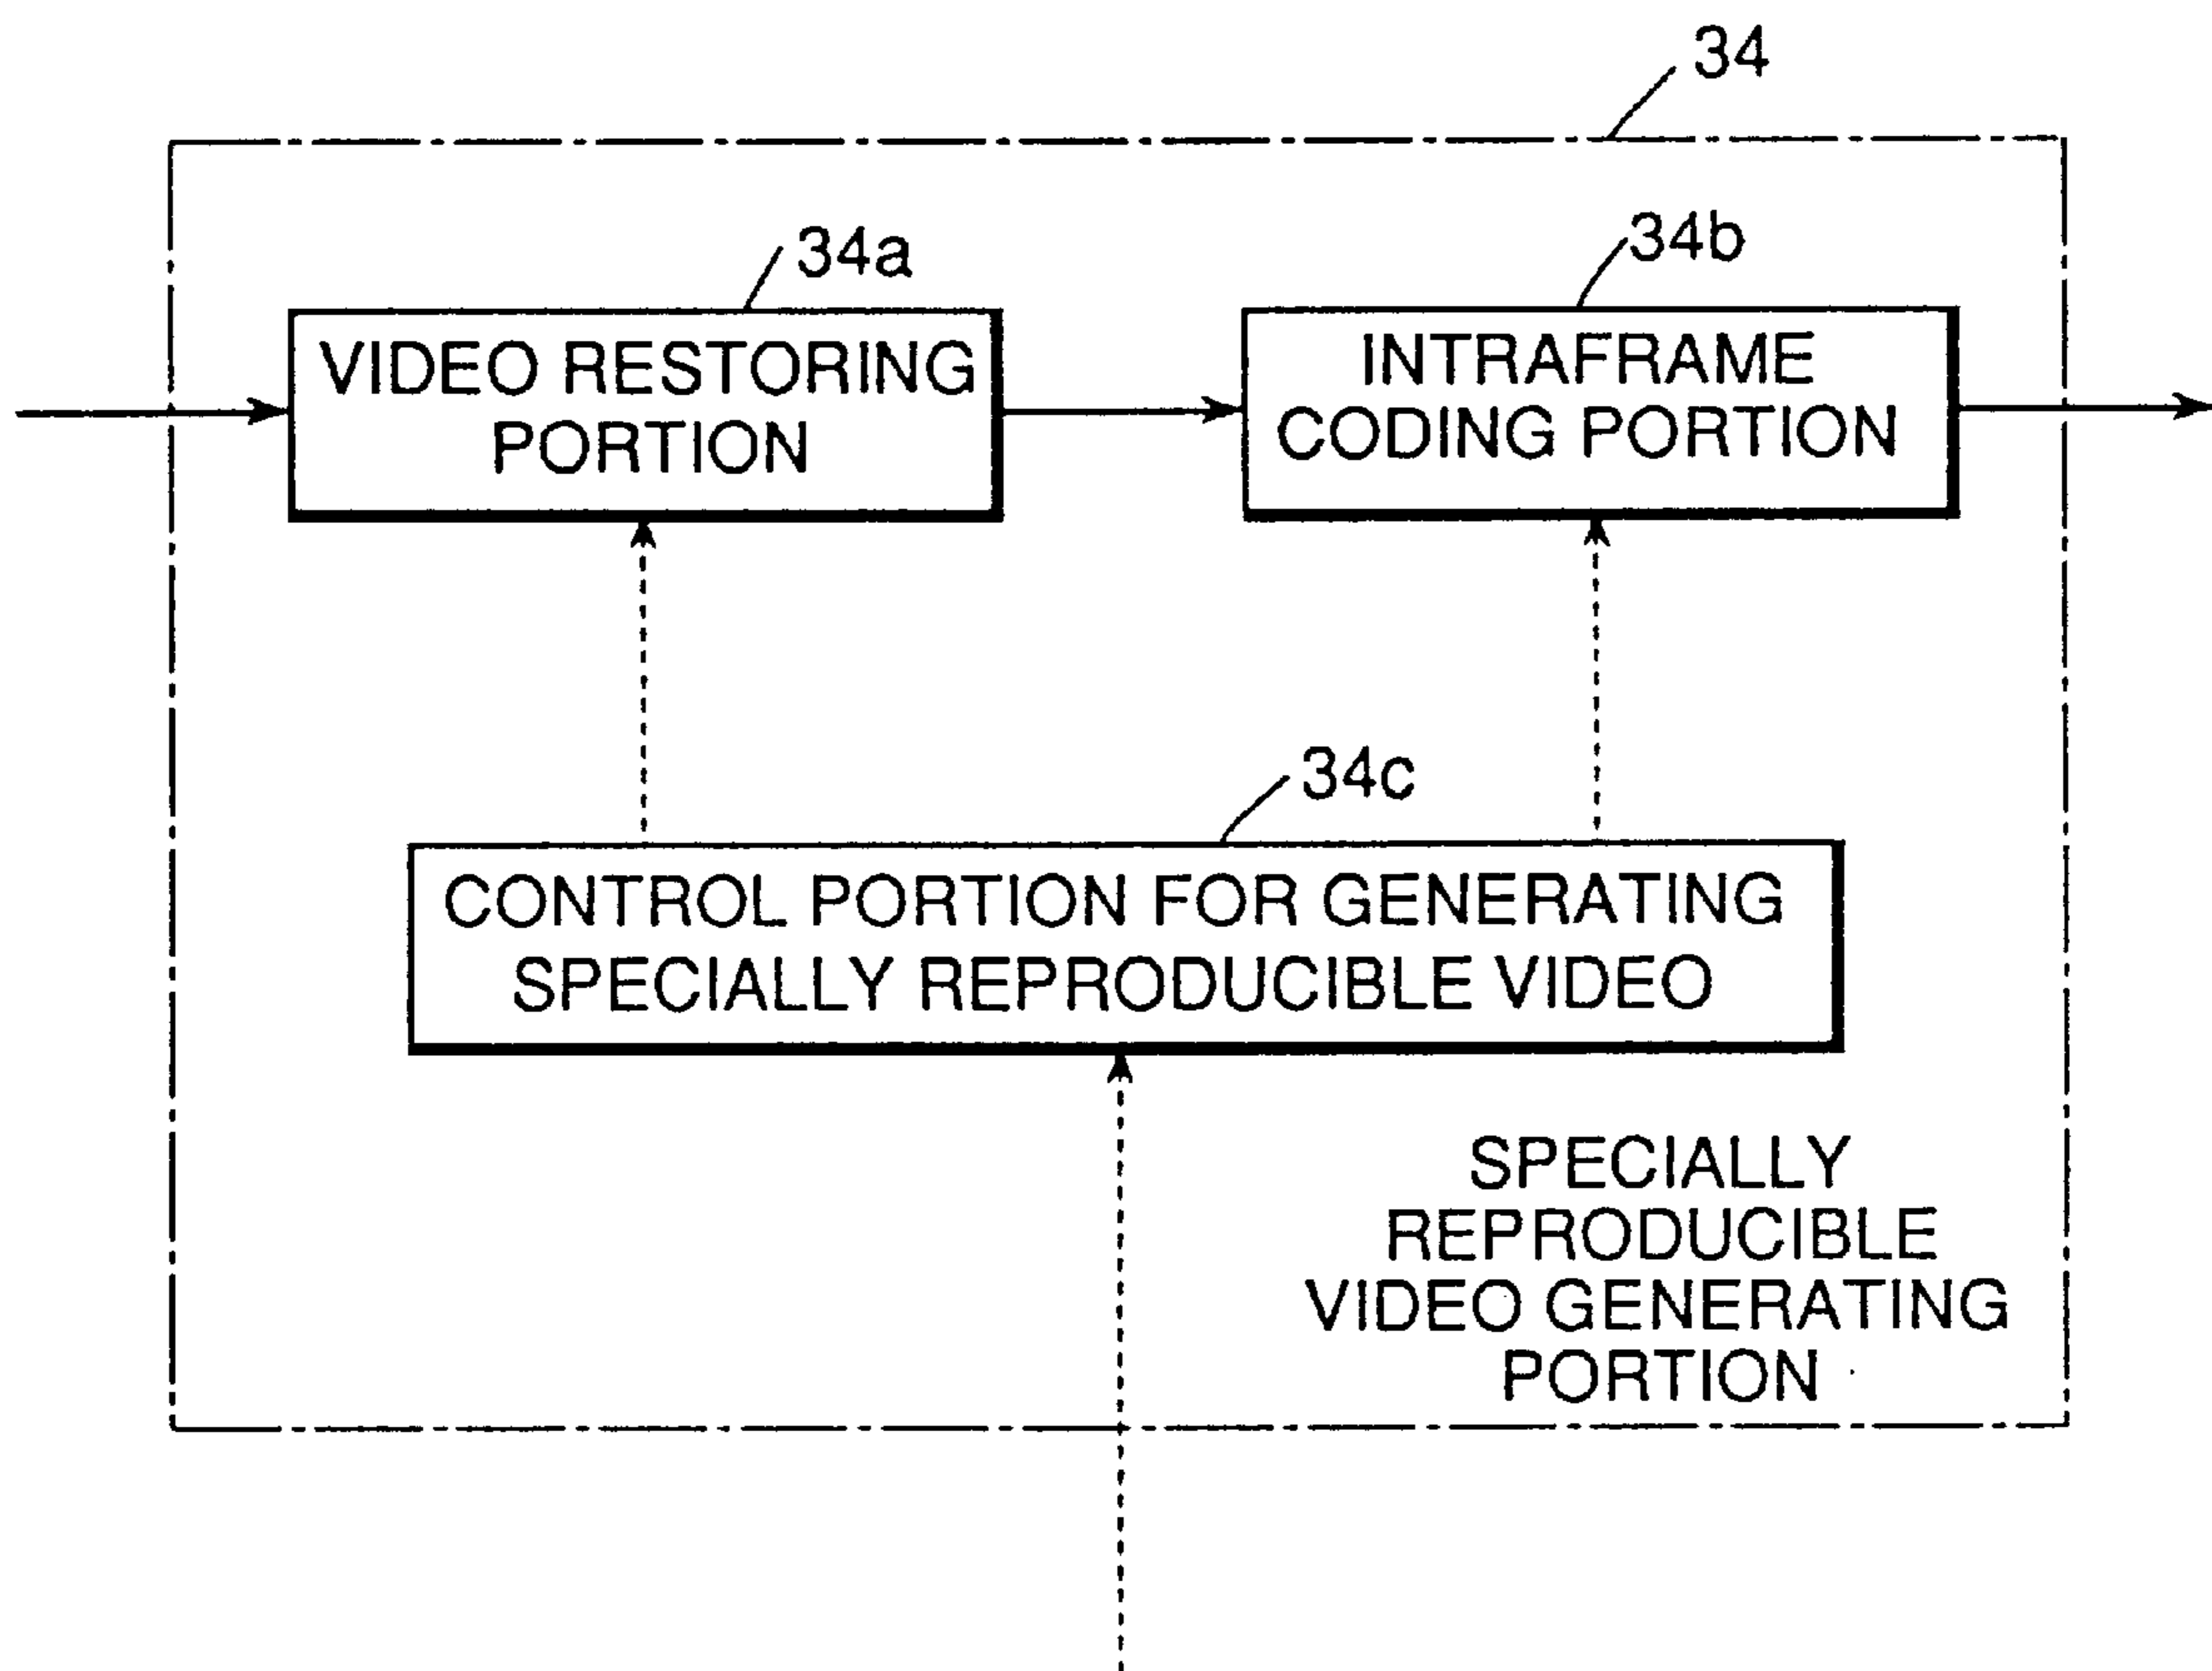 34
34a
34b
VIDEO RESTORING
PORTION
INTRAFRAME
CODING PORTION
34c
CONTROL PORTION FOR GENERATING
SPECIALLY REPRODUCIBLE VIDEO
SPECIALLY
REPRODUCIBLE
VIDEO GENERATING
PORTION